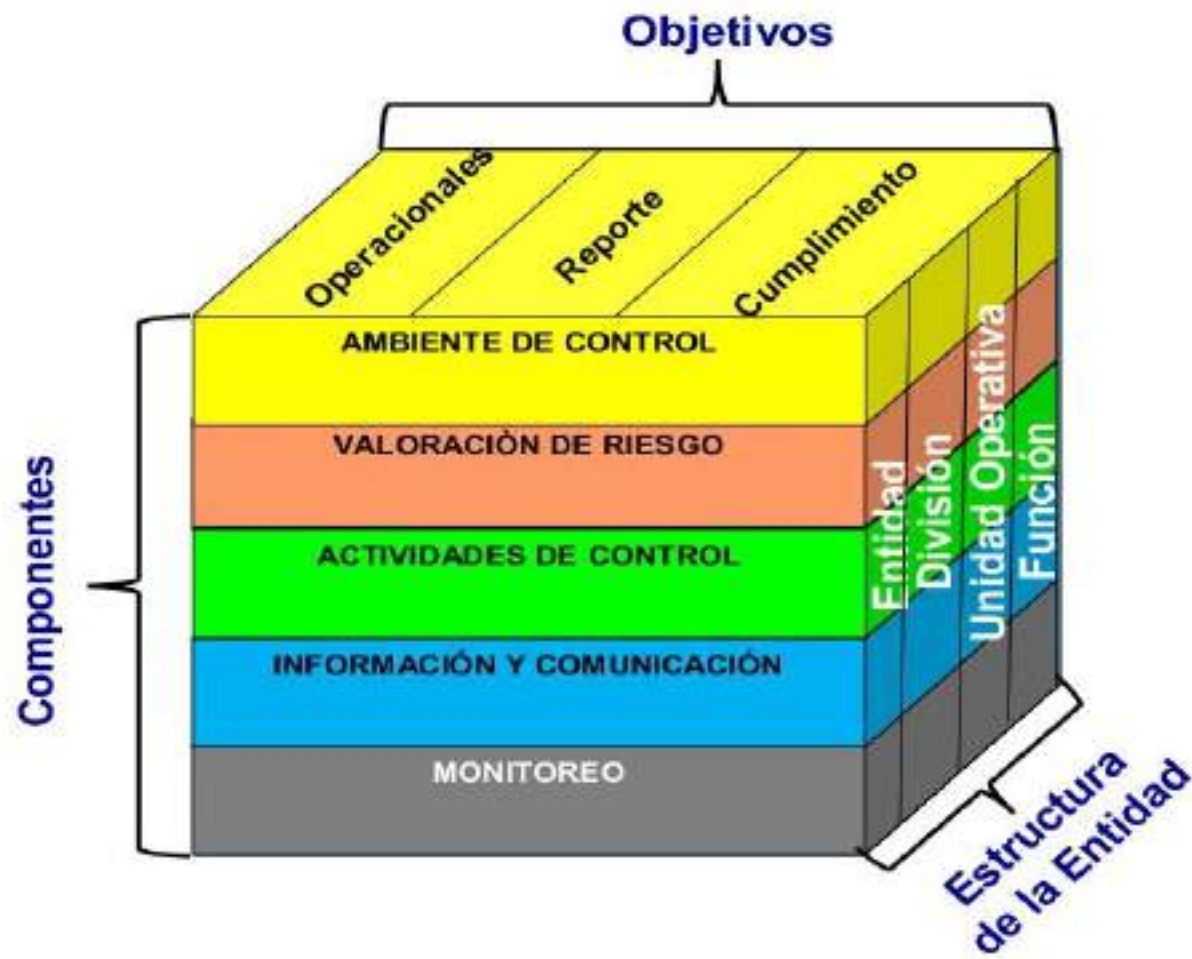 Objetivos
Operacionales
Reporte
Cumplimiento
AMBIENTE DE CONTROL
VALORACIÒN DE RIESGO
ACTIVIDADES DE CONTROL
INFORMACIÓN Y COMUNICACIÓN
MONITOREO
Componentes
Entidad
División
Unidad Operativa
Función
Estructura
de la Entidad